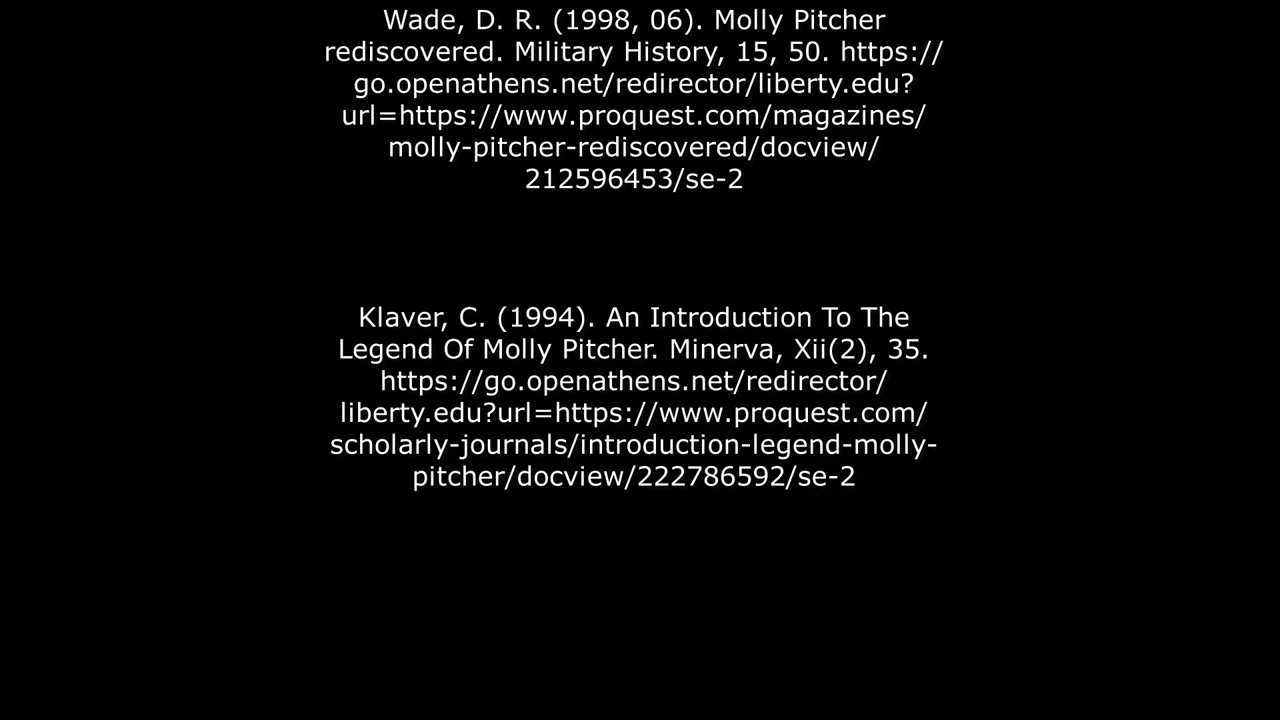 Wade, D. R. (1998, 06). Molly Pitcher
rediscovered. Military History, 15, 50. https://
go.openathens.net/redirector/liberty.edu?
url=https://www.proquest.com/magazines/
molly-pitcher-rediscovered/docview/
212596453/se-2
Klaver, C. (1994). An Introduction To The
Legend Of Molly Pitcher. Minerva, Xii(2), 35.
https://go.openathens.net/redirector/
liberty.edu?url=https://www.proquest.com/
scholarly-journals/introduction-legend-molly-
pitcher/docview/222786592/se-2